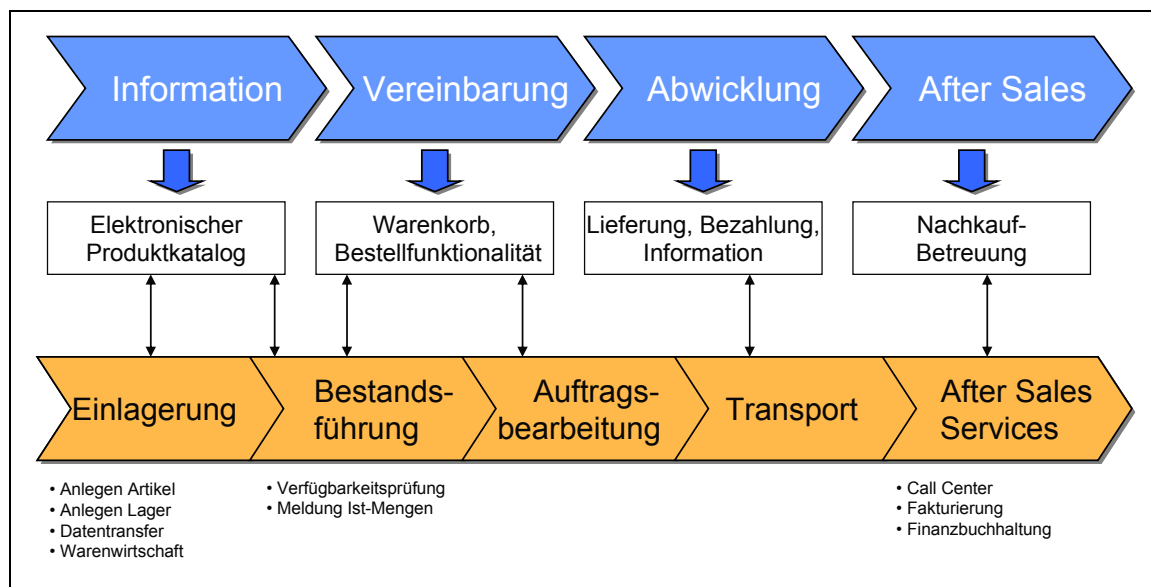 Information
Vereinbarung
Abwicklung
After Sales
Elektronischer
Produktkatalog
Warenkorb,
Bestellfunktionalität
Lieferung, Bezahlung,
Information
Nachkauf-
Betreuung
Einlagerung
Bestands-
führung
Auftrags-
bearbeitung
Transport
After Sales
Services
• Anlegen Artikel
• Anlegen Lager
• Datentransfer
• Warenwirtschaft
• Verfügbarkeitsprüfung
• Meldung Ist-Mengen
• Call Center
• Fakturierung
• Finanzbuchhaltung